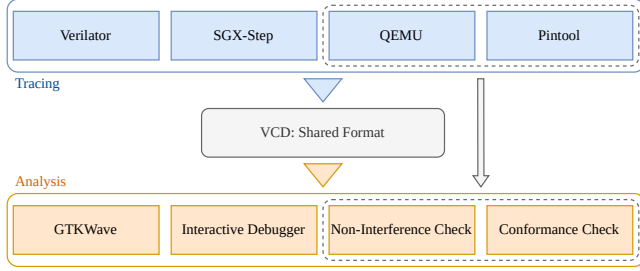 Verilator
SGX-Step
QEMU
Pintool
Tracing
VCD: Shared Format
Analysis
GTKWave
Interactive Debugger
Non-Interference Check
Conformance Check